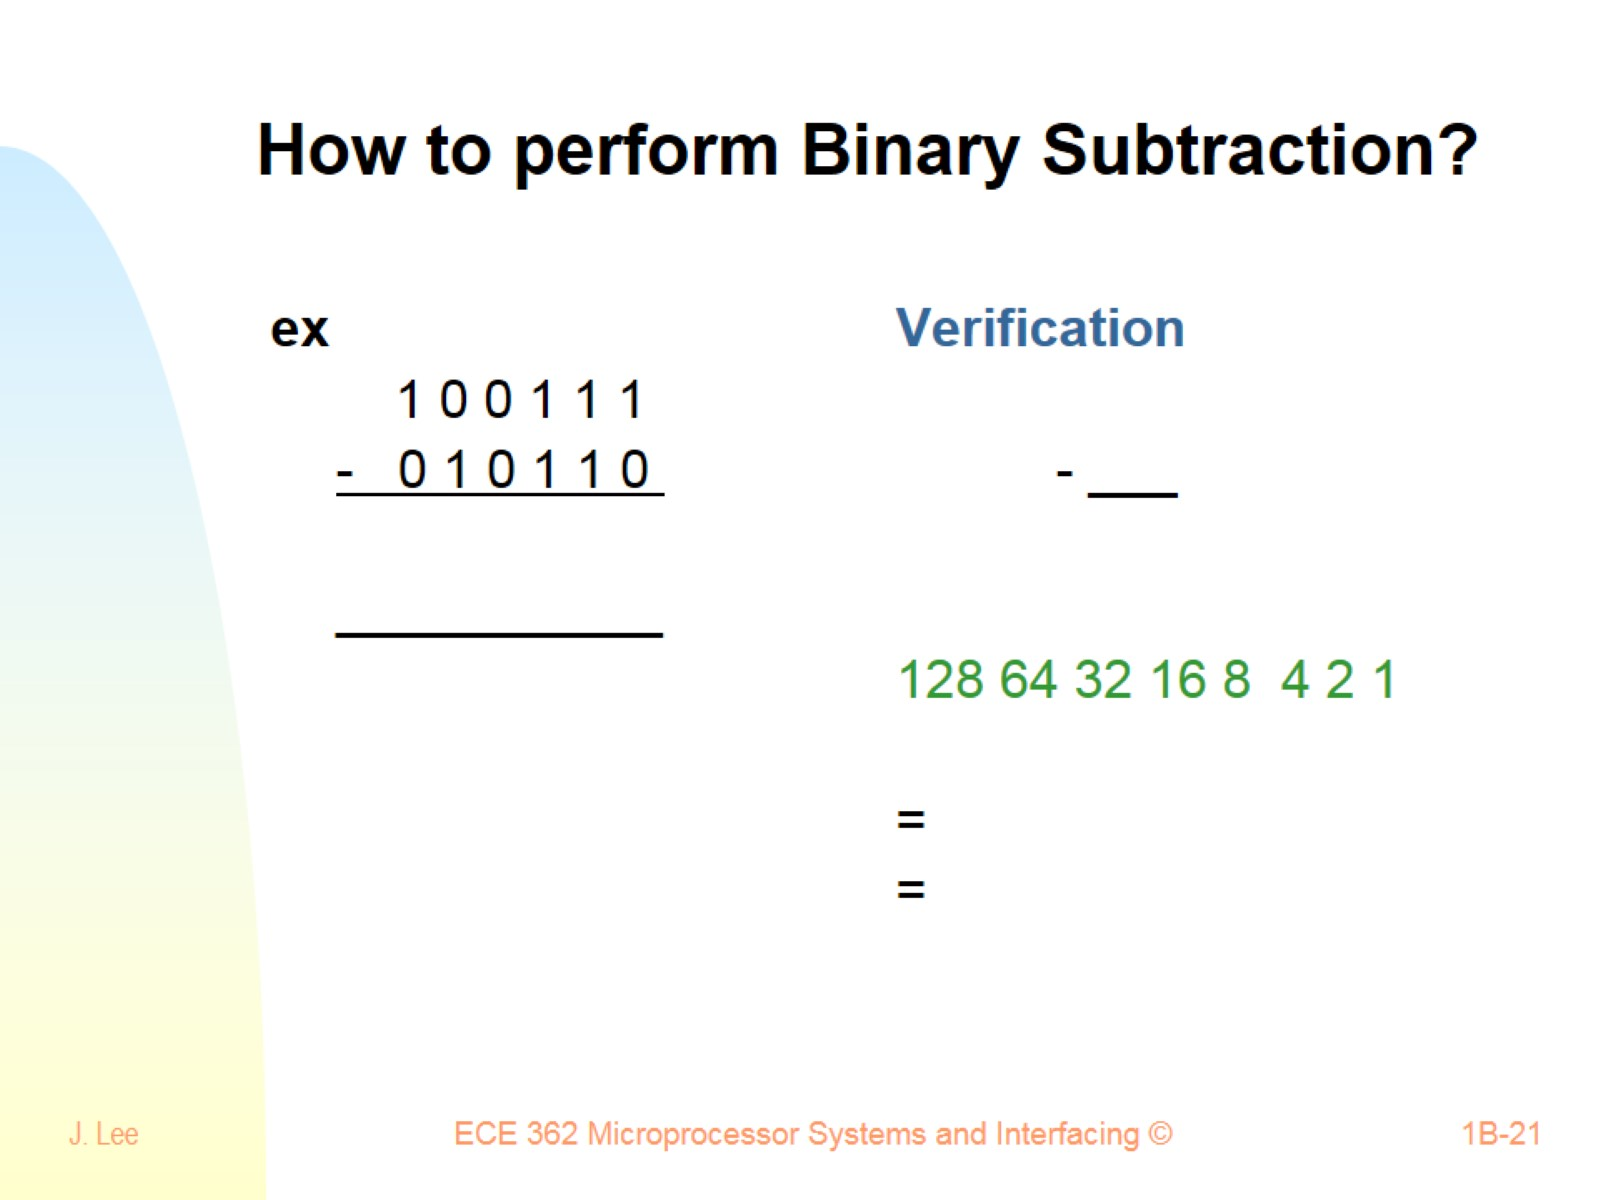 How to perform Binary Subtraction?
ex
1 0 0 1 1 1
- 0 1 0 1 1 0
Verification
- ___
128 64 32 16 8 4 2 1
=
=
J. Lee
ECE 362 Microprocessor Systems and Interfacing ©
1B-21